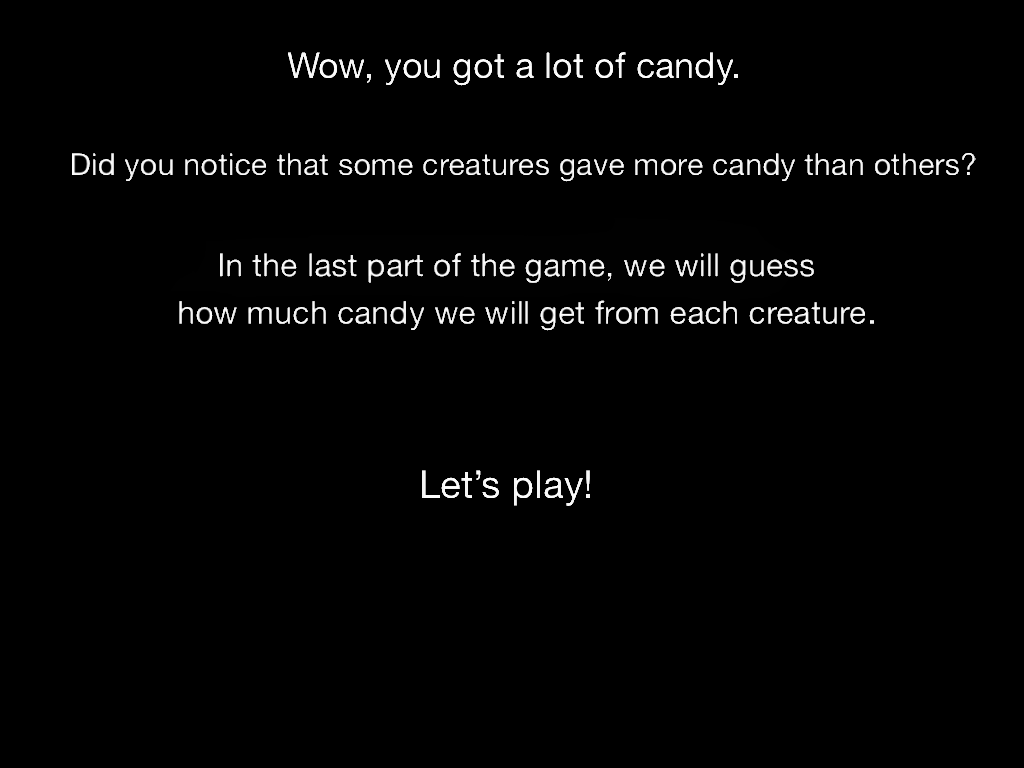 Wow, you got a lot of candy.
Did you notice that some creatures gave more candy than others?
In the last part of the game, we will guess
how much candy we will get from each creature.
Let’s play!